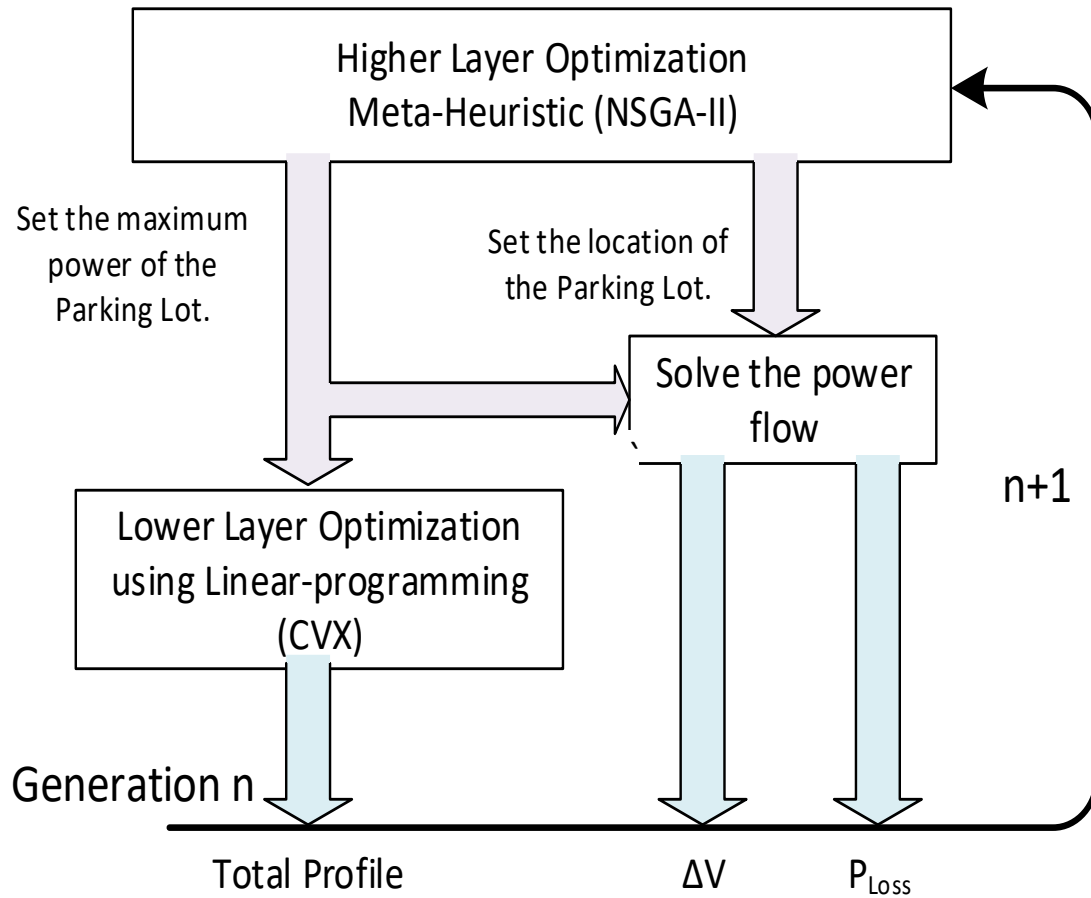 Higher Layer Optimization
Meta-Heuristic (NSGA-II)
Set the maximum
power of the
Parking Lot.
Set the location of
the Parking Lot.
Solve the power
flow
n+1
Lower Layer Optimization
using Linear-programming
(CVX)
Generation n
Total Profile
ΔV
P_Loss